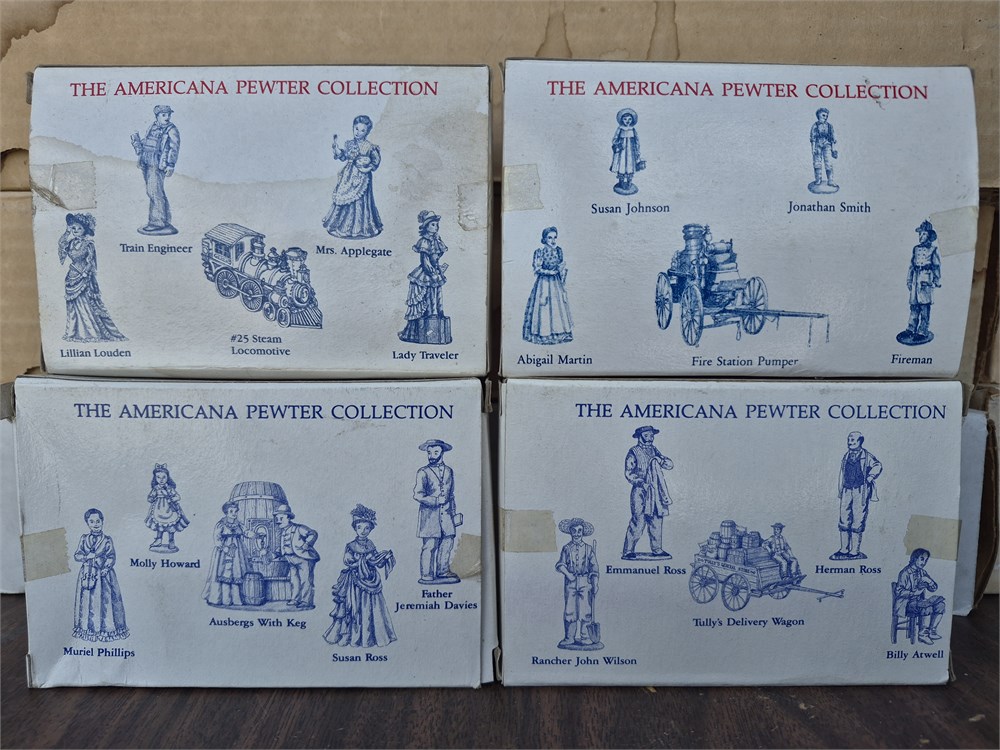 THE AMERICANA PEWTER COLLECTION
Train Engineer
Mrs. Applegate
#25 Steam
Locomotive
Lillian Louden
Lady Traveler
THE AMERICANA PEWTER COLLECTION
Susan Johnson
Jonathan Smith
Abigail Martin
Fire Station Pumper
Fireman
THE AMERICANA PEWTER COLLECTION
Molly Howard
Father
Jeremiah Davies
Ausbergs With Keg
Muriel Phillips
Susan Ross
THE AMERICANA PEWTER COLLECTION
Emmanuel Ross
Herman Ross
Tully's Delivery Wagon
Rancher John Wilson
Billy Atwell